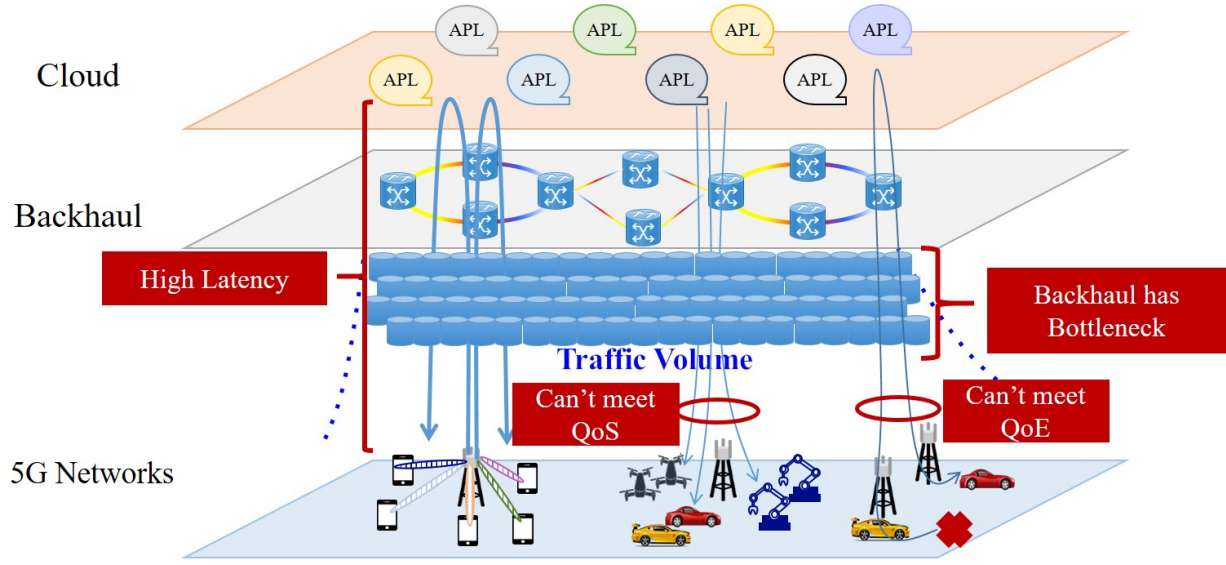 APL
APL
APL
APL
Cloud
APL
APL
APL
APL
Backhaul
High Latency
Backhaul has
Bottleneck
Traffic Volume
Can't meet
QoS
Can't meet
QoE
5G Networks